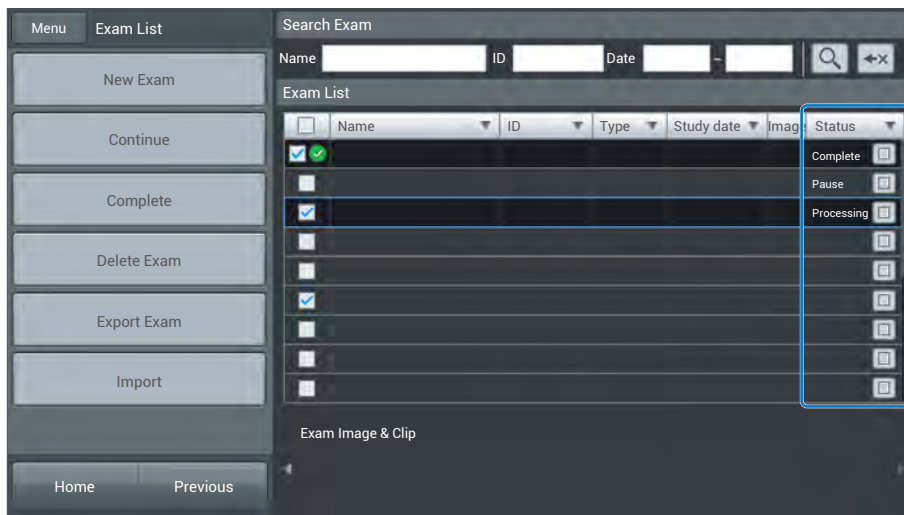 Menu Exam List
New Exam
Continue
Complete
Delete Exam
Export Exam
Import
Home Previous
Search Exam
Name ID Date –
Exam List
Name ID Type Study date Image Status
Complete
Pause
Processing
Exam Image & Clip